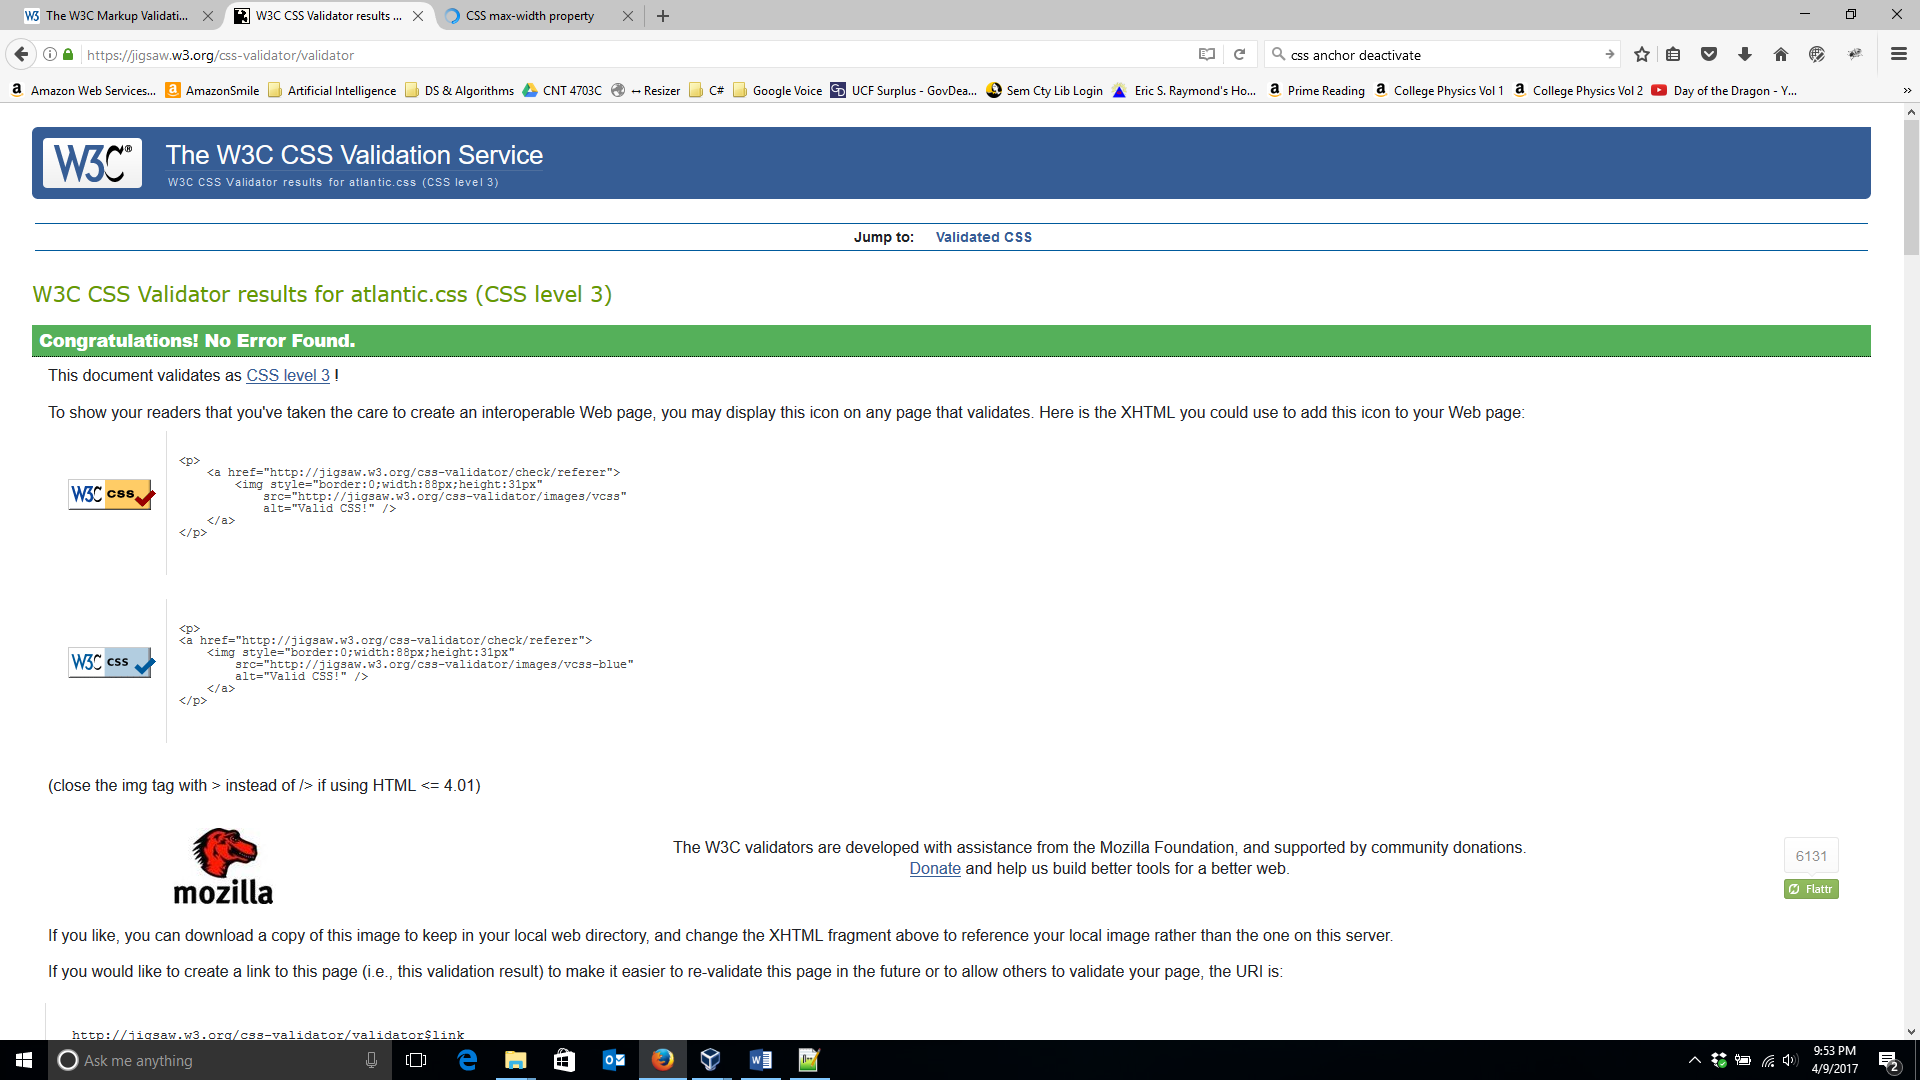 The W3C Markup Validati...
W3C CSS Validator results ...
CSS max-width property
https://jigsaw.w3.org/css-validator/validator
css anchor deactivate
Amazon Web Services...
AmazonSmile
Artificial Intelligence
DS & Algorithms
CNT 4703C
↔ Resizer
C#
Google Voice
UCF Surplus - GovDea...
Sem Cty Lib Login
Eric S. Raymond's Ho...
Prime Reading
College Physics Vol 1
College Physics Vol 2
Day of the Dragon - Y...
W3C®
The W3C CSS Validation Service
W3C CSS Validator results for atlantic.css (CSS level 3)
Jump to: Validated CSS
W3C CSS Validator results for atlantic.css (CSS level 3)
Congratulations! No Error Found.
This document validates as CSS level 3 !
To show your readers that you've taken the care to create an interoperable Web page, you may display this icon on any page that validates. Here is the XHTML you could use to add this icon to your Web page:
W3C css
<p>
<a href="http://jigsaw.w3.org/css-validator/check/referer">
<img style="border:0;width:88px;height:31px"
src="http://jigsaw.w3.org/css-validator/images/vcss"
alt="Valid CSS!" />
</a>
</p>
W3C css
<p>
<a href="http://jigsaw.w3.org/css-validator/check/referer">
<img style="border:0;width:88px;height:31px"
src="http://jigsaw.w3.org/css-validator/images/vcss-blue"
alt="Valid CSS!" />
</a>
</p>
(close the img tag with > instead of /> if using HTML <= 4.01)
mozilla
The W3C validators are developed with assistance from the Mozilla Foundation, and supported by community donations.
Donate and help us build better tools for a better web.
6131
Flattr
If you like, you can download a copy of this image to keep in your local web directory, and change the XHTML fragment above to reference your local image rather than the one on this server.
If you would like to create a link to this page (i.e., this validation result) to make it easier to re-validate this page in the future or to allow others to validate your page, the URI is:
http://jigsaw.w3.org/css-validator/validator$link
Ask me anything
9:53 PM
4/9/2017
2